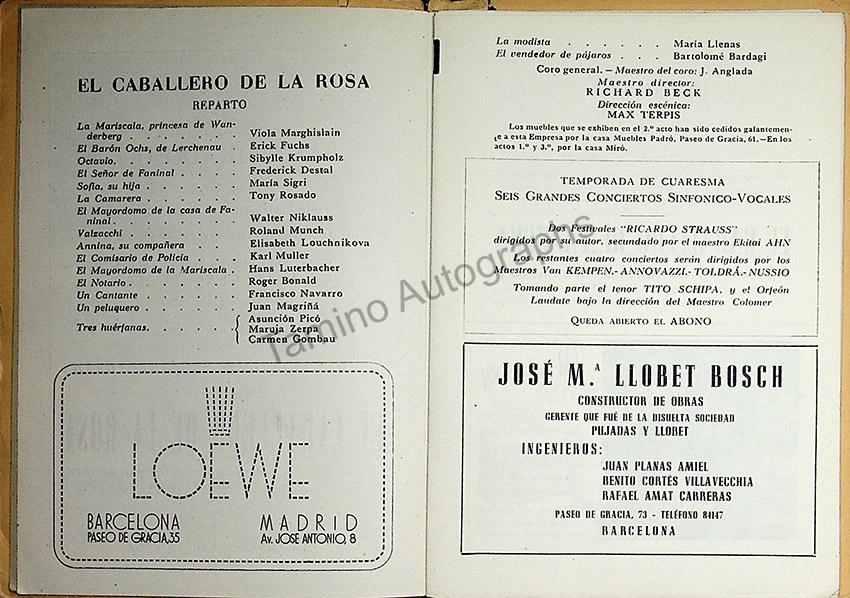 EL CABALLERO DE LA ROSA
REPARTO
La Mariscala, princesa de Wan-
derberg . . . . . . . Viola Marghislain
El Barón Ochs, de Lerchenau . Erick Fuchs
Octavio. . . . . . . . Sibylle Krumpholz
El Señor de Faninal . . . . . Frederick Destal
Sofía, su hija . . . . . . María Sigri
La Camarera . . . . . . Tony Rosado
El Mayordomo de la casa de Fa-
ninal . . . . . . . . Walter Niklauss
Valzacchi . . . . . . . Roland Munch
Annina, su compañera . . Elisabeth Louchnikova
El Comisario de Policía . . . Karl Muller
El Mayordomo de la Mariscala . Hans Luterbacher
El Notario . . . . . . . Roger Bonald
Un Cantante . . . . . . Francisco Navarro
Un peluquero . . . . . . Juan Magriñá
Asunción Picó
Tres huérfanas. . . . . . { Maruja Zerpa
Carmen Gombau
LOEWE
BARCELONA MADRID
PASEO DE GRACIA, 35 Av. JOSE ANTONIO, 8
La modista . . . . . Maria Llenas
El vendedor de pájaros . . . Bartolomé Bardagi
Coro general. — Maestro del coro: J. Anglada
Maestro director:
RICHARD BECK
Dirección escénica:
MAX TERPIS
Los muebles que se exhiben en el 2.º acto han sido cedidos galantemen-
te a esta Empresa por la casa Muebles Padró, Paseo de Gracia, 61.—En los
actos 1.º y 3.º, por la casa Miró.
TEMPORADA DE CUARESMA
SEIS GRANDES CONCIERTOS SINFONICO-VOCALES
Dos Festivales "RICARDO STRAUSS"
dirigidos por su autor, secundado por el maestro Ekitai AHN
Los restantes cuatro conciertos serán dirigidos por los
Maestros Van KEMPEN.- ANNOVAZZI.- TOLDRÁ.- NUSSIO
Tomando parte el tenor TITO SCHIPA, y el Orfeón
Laudate bajo la dirección del Maestro Colomer
QUEDA ABIERTO EL ABONO
JOSÉ M.ª LLOBET BOSCH
CONSTRUCTOR DE OBRAS
GERENTE QUE FUÉ DE LA DISUELTA SOCIEDAD
PUJADAS Y LLOBET
INGENIEROS:
JUAN PLANAS AMIEL
BENITO CORTÉS VILLAVECCHIA
RAFAEL AMAT CARRERAS
PASEO DE GRACIA, 73 - TELÉFONO 84147
BARCELONA
Tamino Autographs